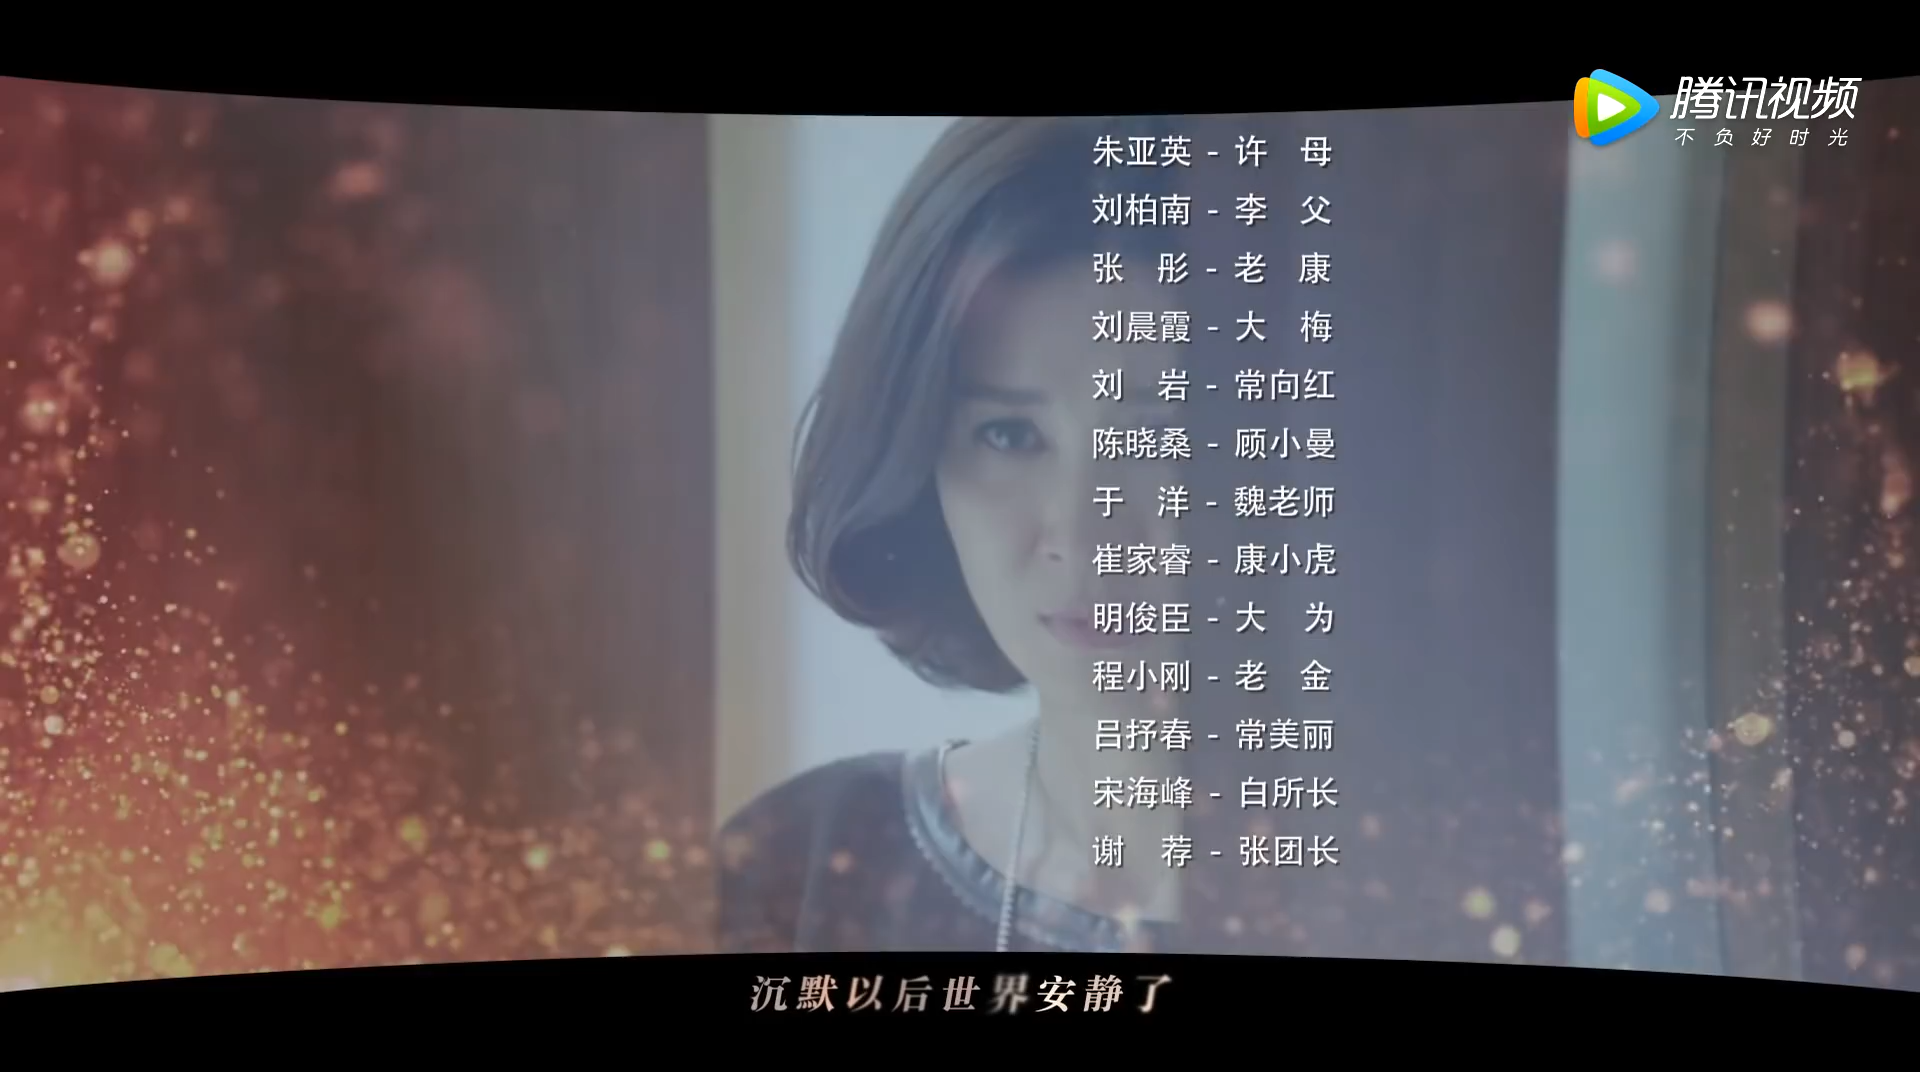 腾讯视频
不负好时光
朱亚英 - 许 母
刘柏南 - 李 父
张 彤 - 老 康
刘晨霞 - 大 梅
刘 岩 - 常向红
陈晓桑 - 顾小曼
于 洋 - 魏老师
崔家睿 - 康小虎
明俊臣 - 大 为
程小刚 - 老 金
吕抒春 - 常美丽
宋海峰 - 白所长
谢 荐 - 张团长
沉默以后世界安静了